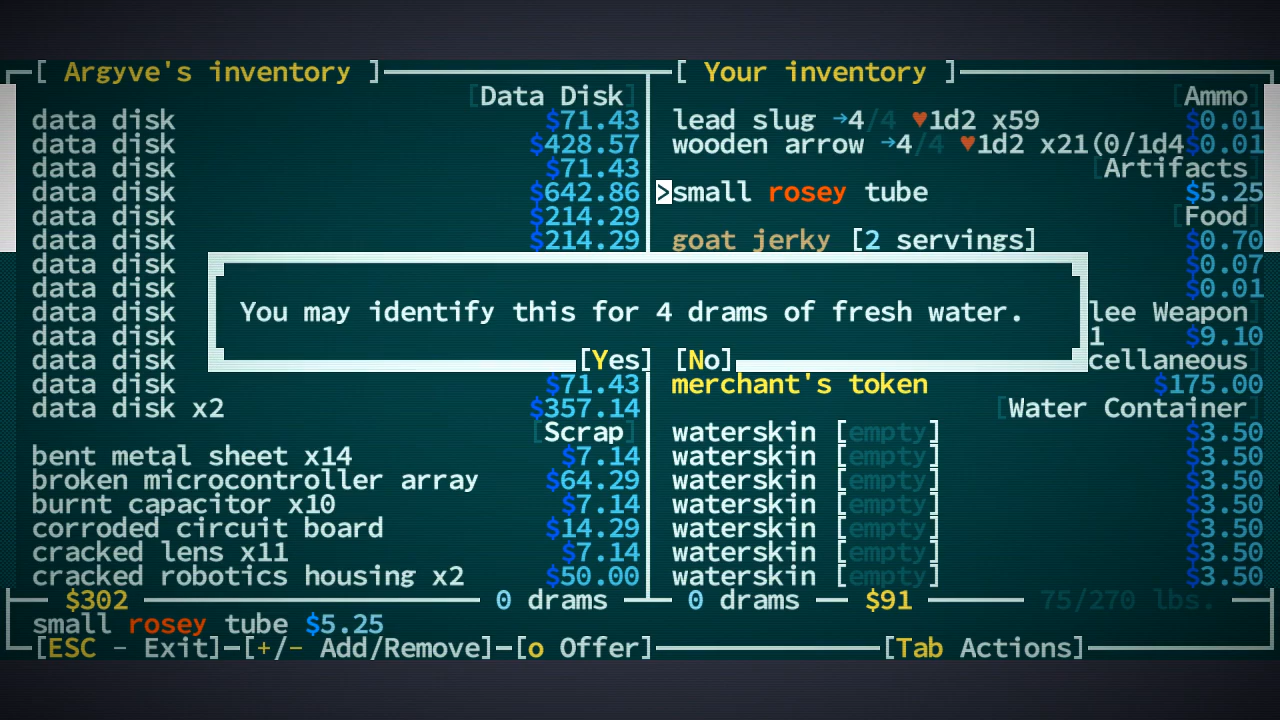 [ Argyve's inventory ] [ Your inventory ]
[Data Disk] [Ammo]
data disk $71.43 lead slug →4/4 ♥1d2 x59 $0.01
data disk $428.57 wooden arrow →4/4 ♥1d2 x21(0/1d4 $0.01
data disk $71.43 [Artifacts]
data disk $642.86 >small rosey tube $5.25
data disk $214.29 [Food]
data disk $214.29 goat jerky [2 servings] $0.70
data disk $0.07
data disk $0.01
You may identify this for 4 drams of fresh water.
data disk lee Weapon]
data disk 1 $9.10
data disk [Yes] [No] cellaneous]
data disk $71.43 merchant's token $175.00
data disk x2 $357.14 [Water Container]
[Scrap] waterskin [empty] $3.50
bent metal sheet x14 $7.14 waterskin [empty] $3.50
broken microcontroller array $64.29 waterskin [empty] $3.50
burnt capacitor x10 $7.14 waterskin [empty] $3.50
corroded circuit board $14.29 waterskin [empty] $3.50
cracked lens x11 $7.14 waterskin [empty] $3.50
cracked robotics housing x2 $50.00 waterskin [empty] $3.50
$302 0 drams 0 drams $91 75/270 lbs.
small rosey tube $5.25
[ESC - Exit] [+/- Add/Remove] [o Offer] [Tab Actions]